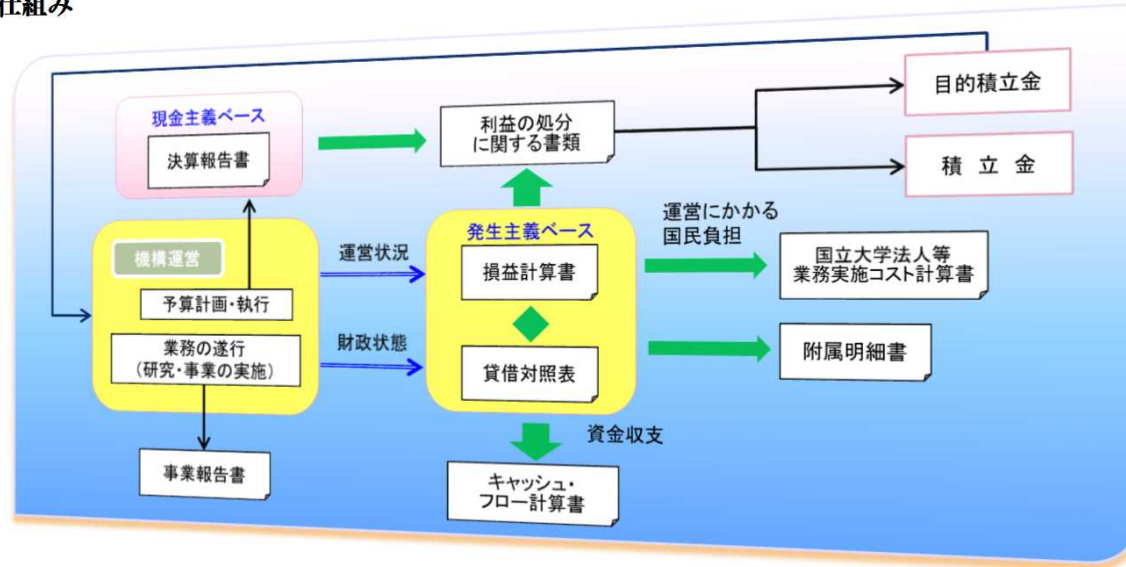 仕組み
現金主義ベース
決算報告書
利益の処分
に関する書類
目的積立金
積 立 金
機構運営
予算計画・執行
業務の遂行
(研究・事業の実施)
事業報告書
運営状況
財政状態
発生主義ベース
損益計算書
貸借対照表
運営にかかる
国民負担
国立大学法人等
業務実施コスト計算書
附属明細書
資金収支
キャッシュ・
フロー計算書